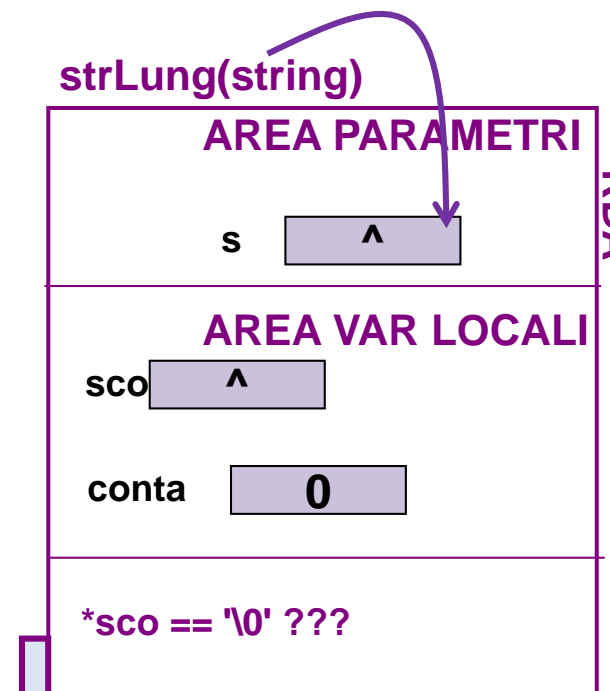 strLung(string)
AREA PARAMETRI
s ^
AREA VAR LOCALI
sco ^
conta 0
*sco == '\0' ???